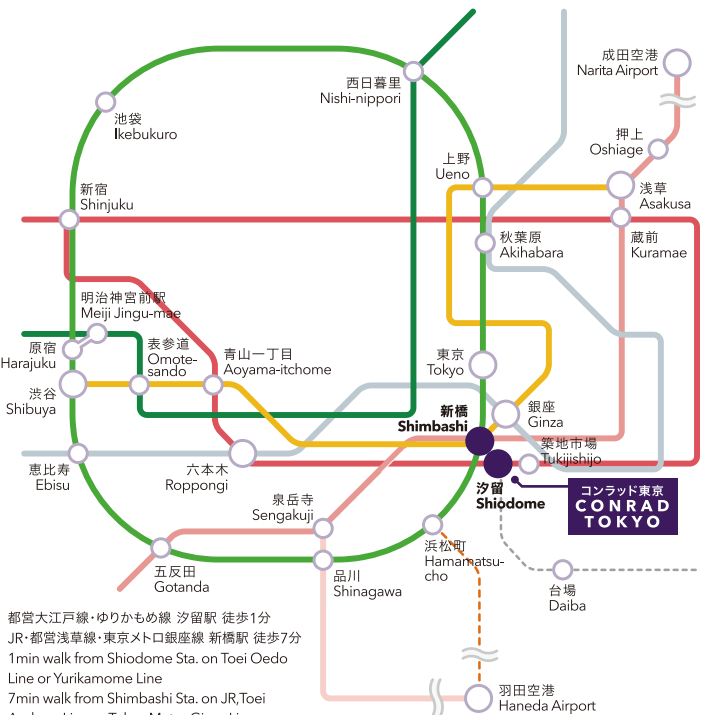 成田空港
Narita Airport
西日暮里
Nishi-nippori
池袋
Ikebukuro
押上
Oshiage
上野
Ueno
新宿
Shinjuku
浅草
Asakusa
秋葉原
Akihabara
蔵前
Kuramae
明治神宮前駅
Meiji Jingu-mae
原宿
Harajuku
表参道
Omote-
sando
青山一丁目
Aoyama-itchome
東京
Tokyo
渋谷
Shibuya
新橋
Shimbashi
銀座
Ginza
築地市場
Tukijishijo
恵比寿
Ebisu
六本木
Roppongi
汐留
Shiodome
コンラッド東京
CONRAD
TOKYO
泉岳寺
Sengakuji
浜松町
Hamamatsu-
cho
五反田
Gotanda
品川
Shinagawa
台場
Daiba
都営大江戸線・ゆりかもめ線 汐留駅 徒歩1分
JR・都営浅草線・東京メトロ銀座線 新橋駅 徒歩7分
1min walk from Shiodome Sta. on Toei Oedo
Line or Yurikamome Line
7min walk from Shimbashi Sta. on JR,Toei
羽田空港
Haneda Airport